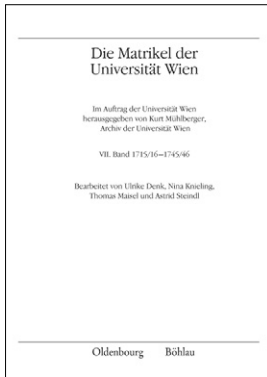 Die Matrikel der
Universität Wien
Im Auftrag der Universität Wien
herausgegeben von Kurt Mühlberger,
Archiv der Universität Wien
VII. Band 1715/16—1745/46
Bearbeitet von Ulrike Denk, Nina Knieling,
Thomas Maisel und Astrid Steindl
Oldenbourg Böhlau